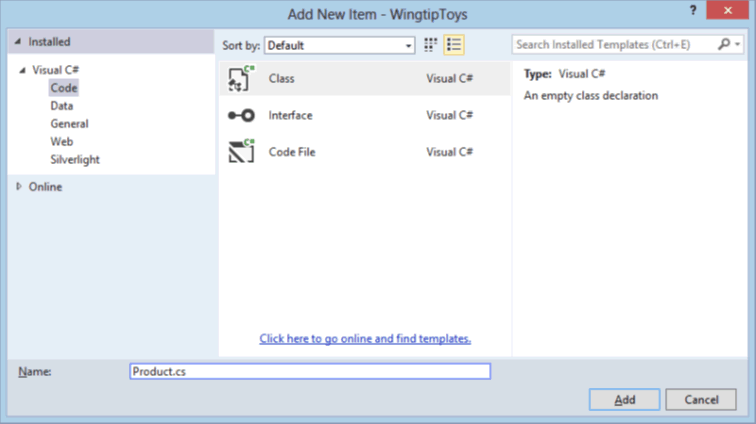 Add New Item - WingtipToys
?
Installed
Sort by: Default
Search Installed Templates (Ctrl+E)
Visual C#
Code
Data
General
Web
Silverlight
Online
C# Class Visual C#
Interface Visual C#
C# Code File Visual C#
Type: Visual C#
An empty class declaration
Click here to go online and find templates.
Name: Product.cs
Add Cancel